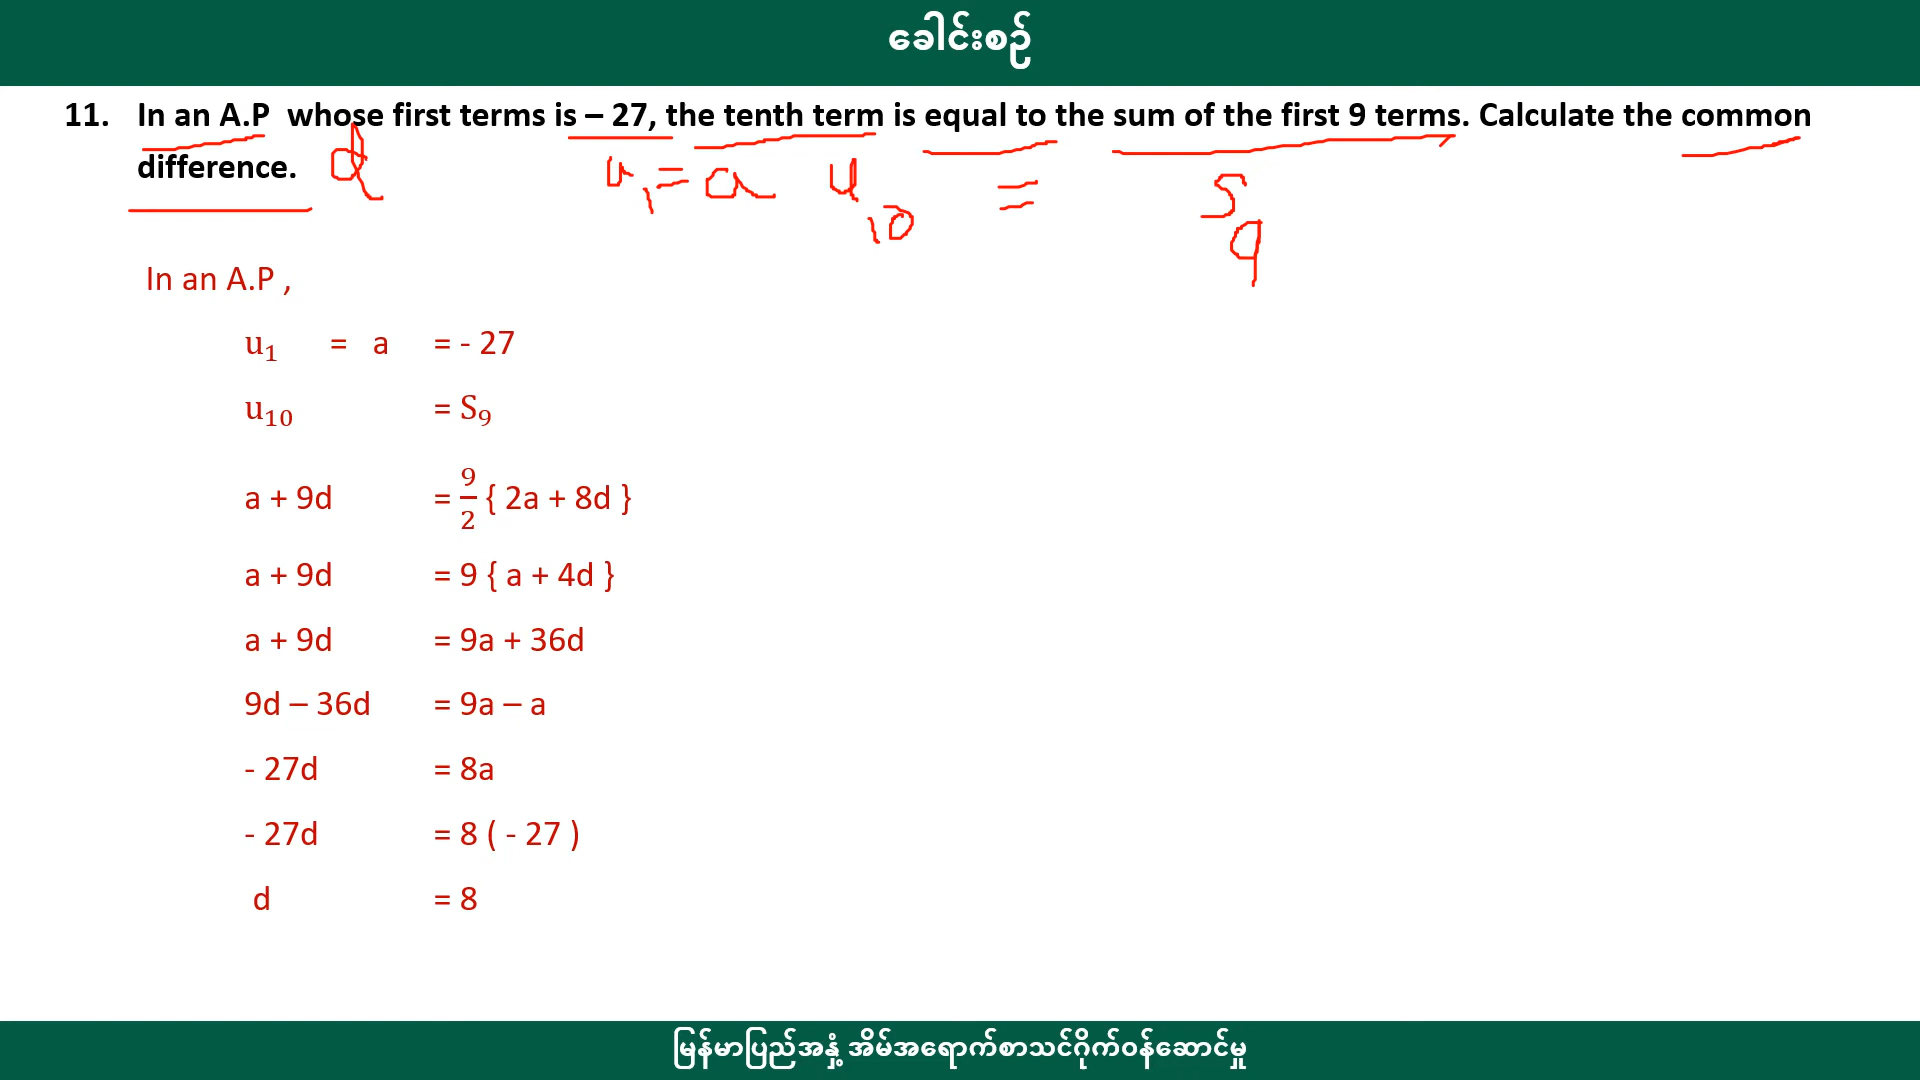 ခေါင်းစဉ်
11. In an A.P whose first terms is – 27, the tenth term is equal to the sum of the first 9 terms. Calculate the common
difference. d u₁ = a u₁₀ = S₉
In an A.P ,
u₁ = a = - 27
u₁₀ = S₉
a + 9d = 9/2 { 2a + 8d }
a + 9d = 9 { a + 4d }
a + 9d = 9a + 36d
9d – 36d = 9a – a
- 27d = 8a
- 27d = 8 ( - 27 )
d = 8
မြန်မာပြည်အနှံ့ အိမ်အရောက်စာသင်ဂိုက်ဝန်ဆောင်မှု